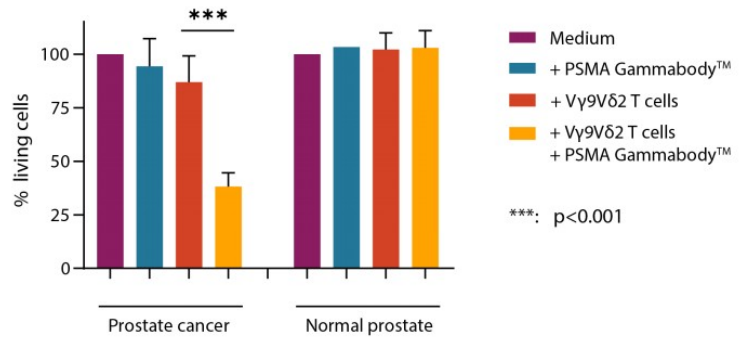 ***
% living cells
100
75
50
25
0
Prostate cancer
Normal prostate
Medium
+ PSMA Gammabody™
+ Vγ9Vδ2 T cells
+ Vγ9Vδ2 T cells
+ PSMA Gammabody™
***: p<0.001